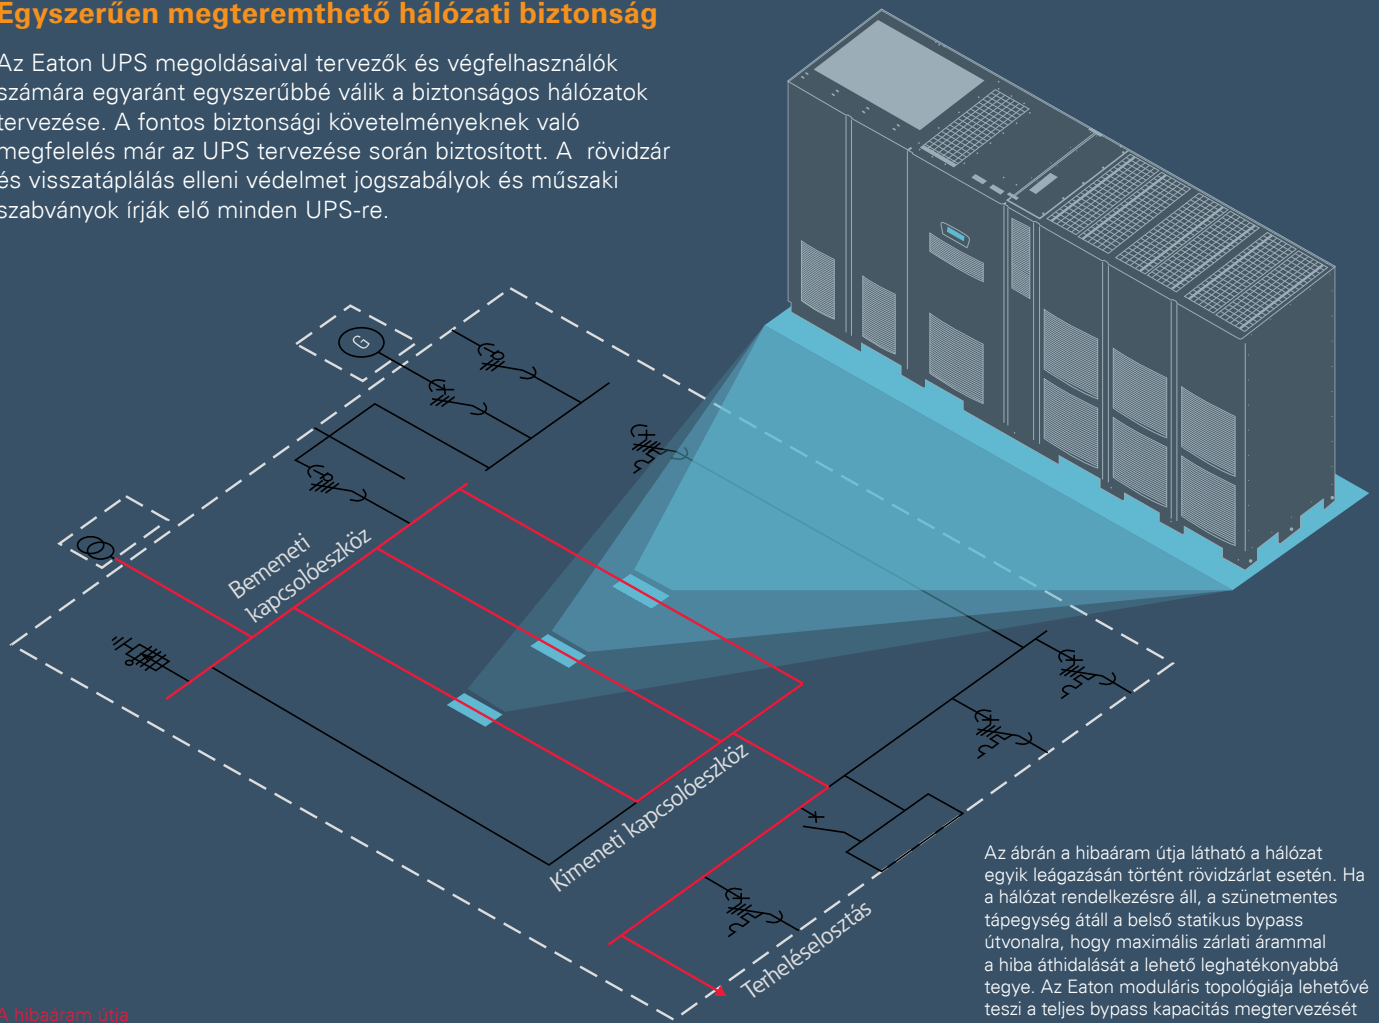 Egyszerűen megteremthető hálózati biztonság
Az Eaton UPS megoldásaival tervezők és végfelhasználók
számára egyaránt egyszerűbbé válik a biztonságos hálózatok
tervezése. A fontos biztonsági követelményeknek való
megfelelés már az UPS tervezése során biztosított. A rövidzár
és visszatáplálás elleni védelmet jogszabályok és műszaki
szabványok írják elő minden UPS-re.
G
Bemeneti
kapcsolóeszköz
Kimeneti kapcsolóeszköz
Terheléselosztás
Az ábrán a hibaáram útja látható a hálózat
egyik leágazásán történt rövidzárlat esetén. Ha
a hálózat rendelkezésre áll, a szünetmentes
tápegység átáll a belső statikus bypass
útvonalra, hogy maximális zárlati árammal
a hiba áthidalását a lehető leghatékonyabbá
tegye. Az Eaton moduláris topológiája lehetővé
teszi a teljes bypass kapacitás megtervezését
A hibaáram útja